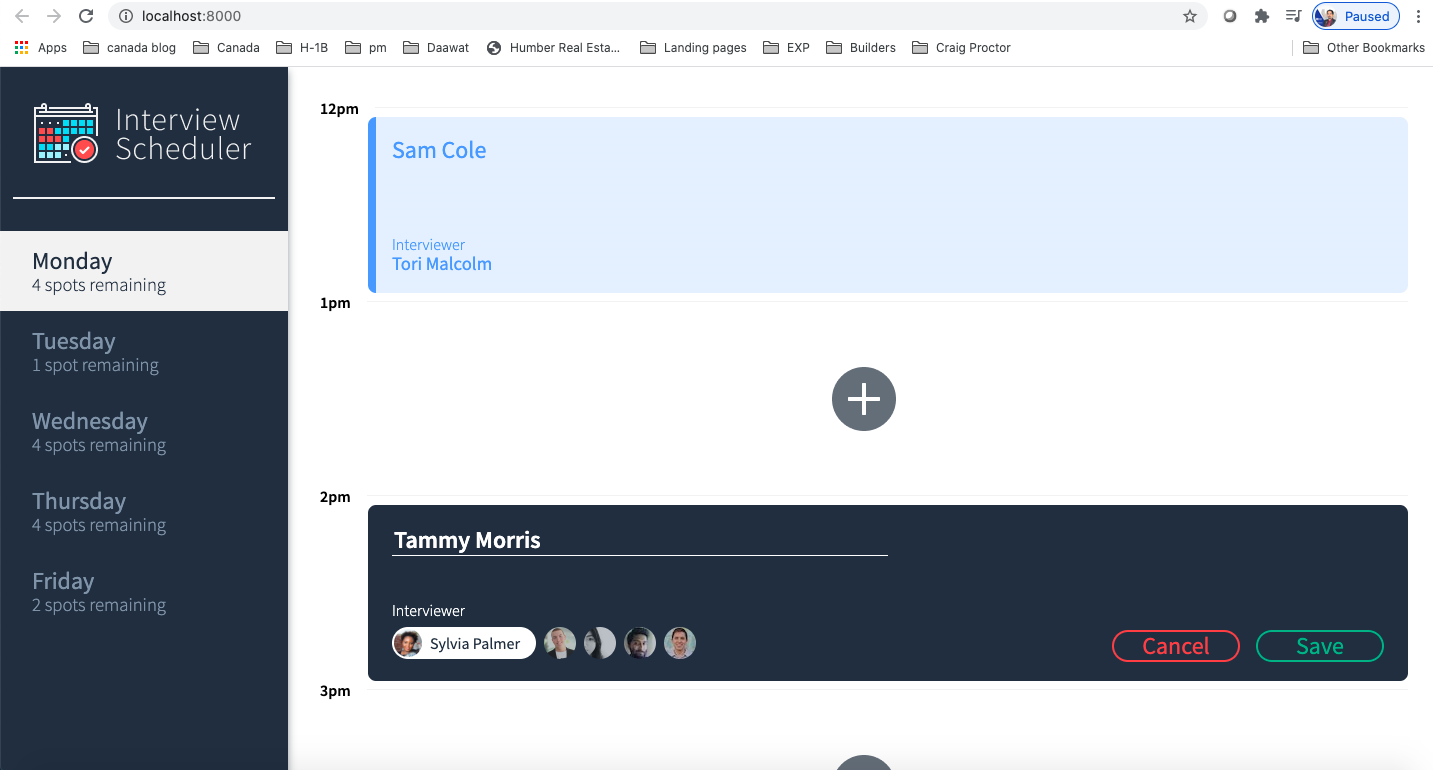 localhost:8000
Paused
Apps canada blog Canada H-1B pm Daawat Humber Real Esta... Landing pages EXP Builders Craig Proctor Other Bookmarks
Interview
Scheduler
Monday
4 spots remaining
Tuesday
1 spot remaining
Wednesday
4 spots remaining
Thursday
4 spots remaining
Friday
2 spots remaining
12pm
Sam Cole
Interviewer
Tori Malcolm
1pm
2pm
Tammy Morris
Interviewer
Sylvia Palmer
Cancel Save
3pm